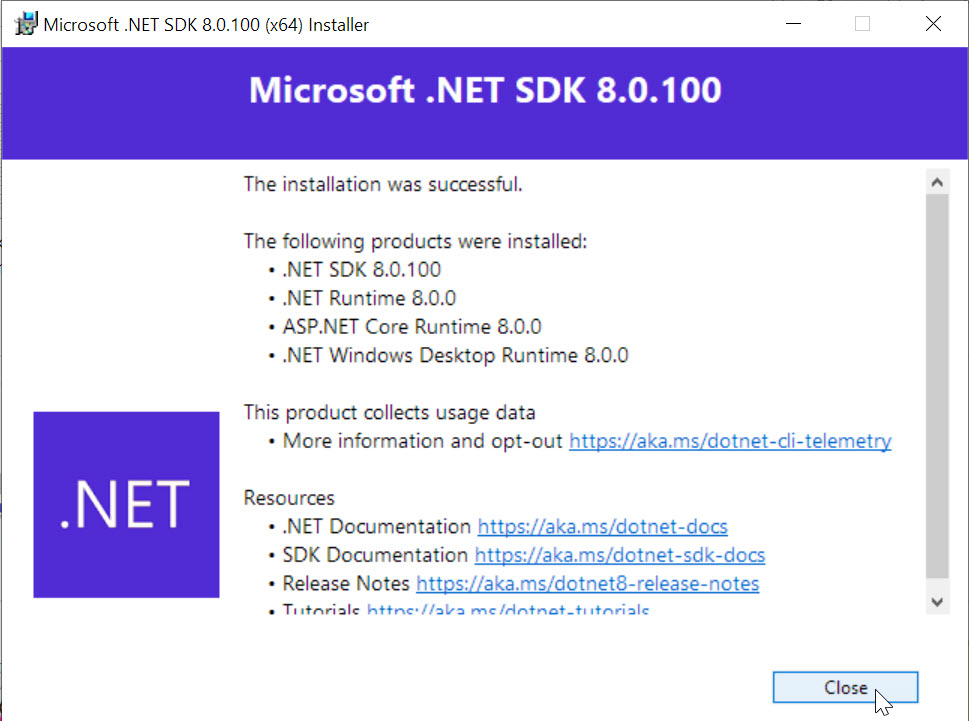 Microsoft .NET SDK 8.0.100 (x64) Installer
Microsoft .NET SDK 8.0.100
The installation was successful.
The following products were installed:
• .NET SDK 8.0.100
• .NET Runtime 8.0.0
• ASP.NET Core Runtime 8.0.0
• .NET Windows Desktop Runtime 8.0.0
This product collects usage data
• More information and opt-out https://aka.ms/dotnet-cli-telemetry
.NET
Resources
• .NET Documentation https://aka.ms/dotnet-docs
• SDK Documentation https://aka.ms/dotnet-sdk-docs
• Release Notes https://aka.ms/dotnet8-release-notes
• Tutorials https://aka.ms/dotnet-tutorials
Close